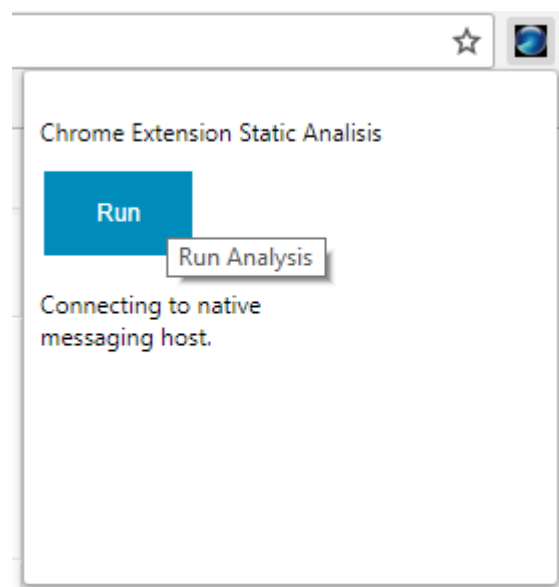 Chrome Extension Static Analisis
Run
Run Analysis
Connecting to native
messaging host.